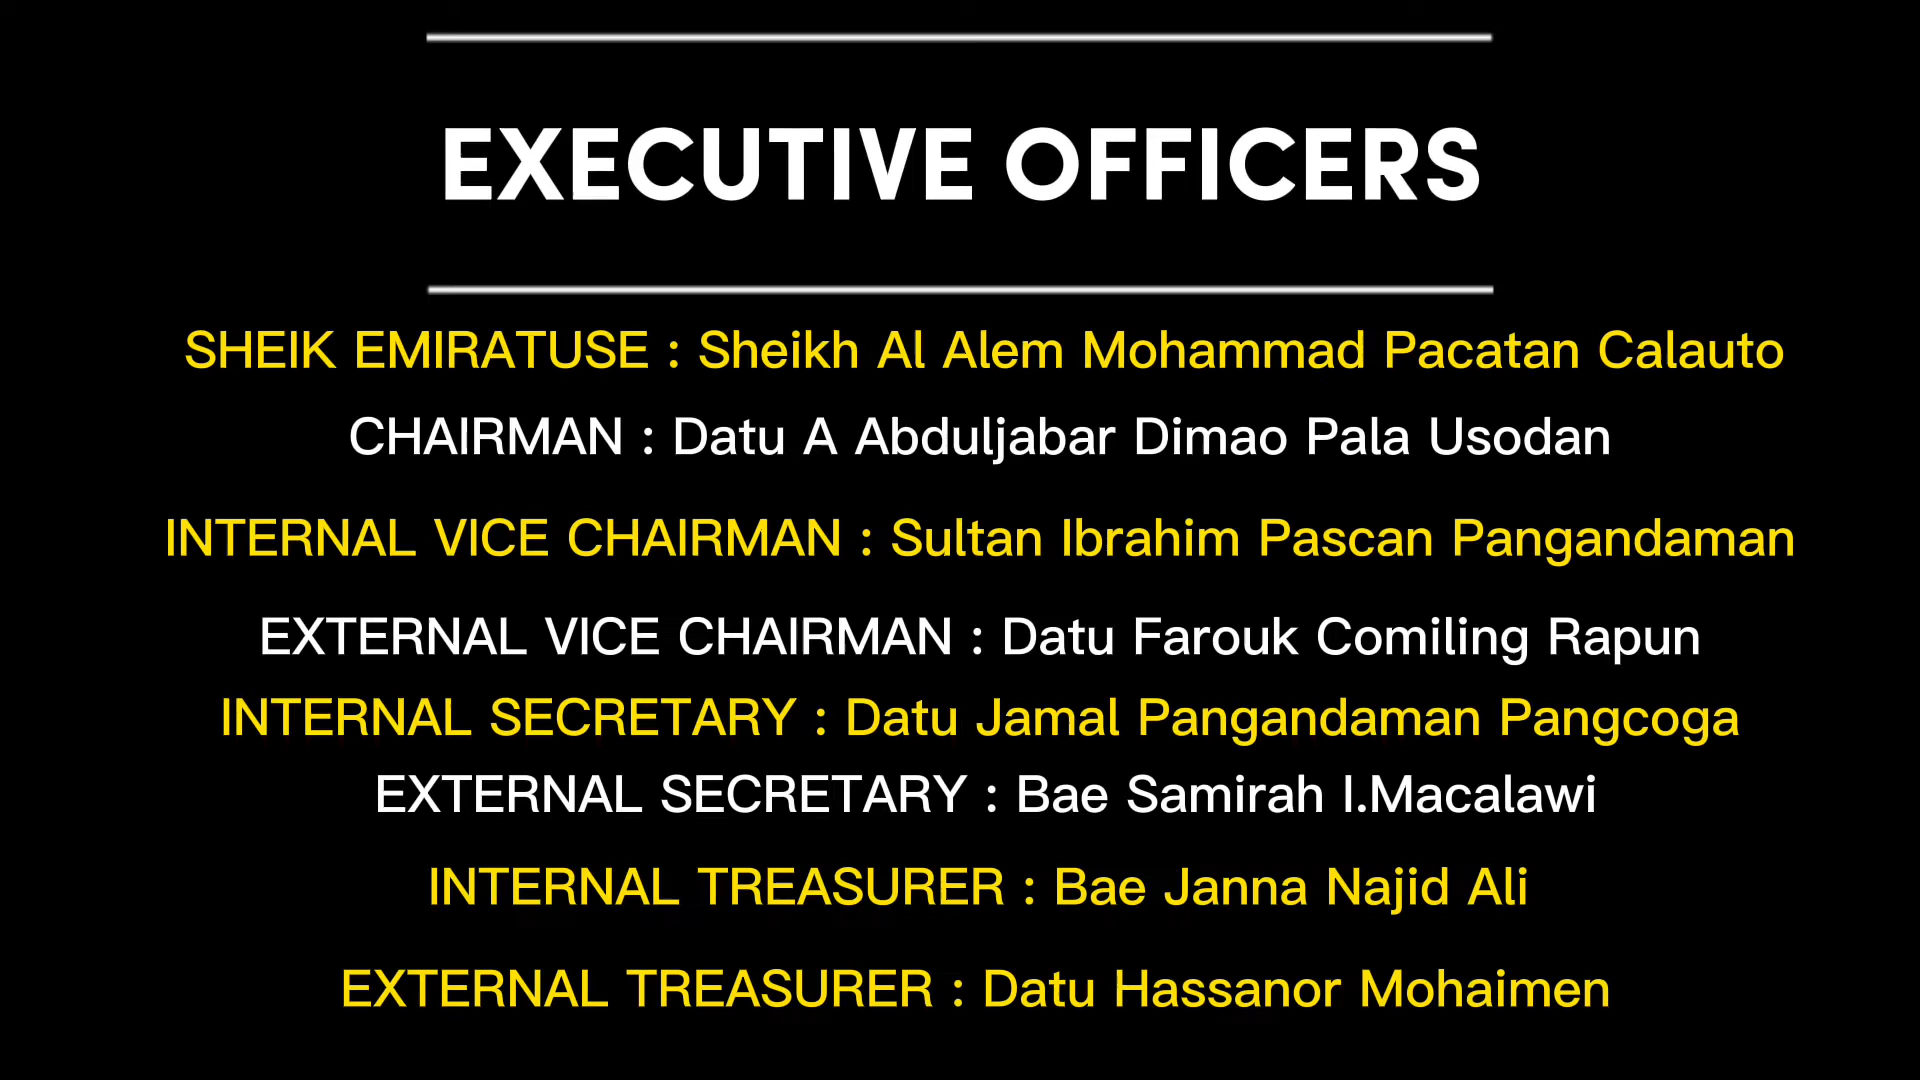 EXECUTIVE OFFICERS
SHEIK EMIRATUSE : Sheikh Al Alem Mohammad Pacatan Calauto
CHAIRMAN : Datu A Abduljabar Dimao Pala Usodan
INTERNAL VICE CHAIRMAN : Sultan Ibrahim Pascan Pangandaman
EXTERNAL VICE CHAIRMAN : Datu Farouk Comiling Rapun
INTERNAL SECRETARY : Datu Jamal Pangandaman Pangcoga
EXTERNAL SECRETARY : Bae Samirah I.Macalawi
INTERNAL TREASURER : Bae Janna Najid Ali
EXTERNAL TREASURER : Datu Hassanor Mohaimen